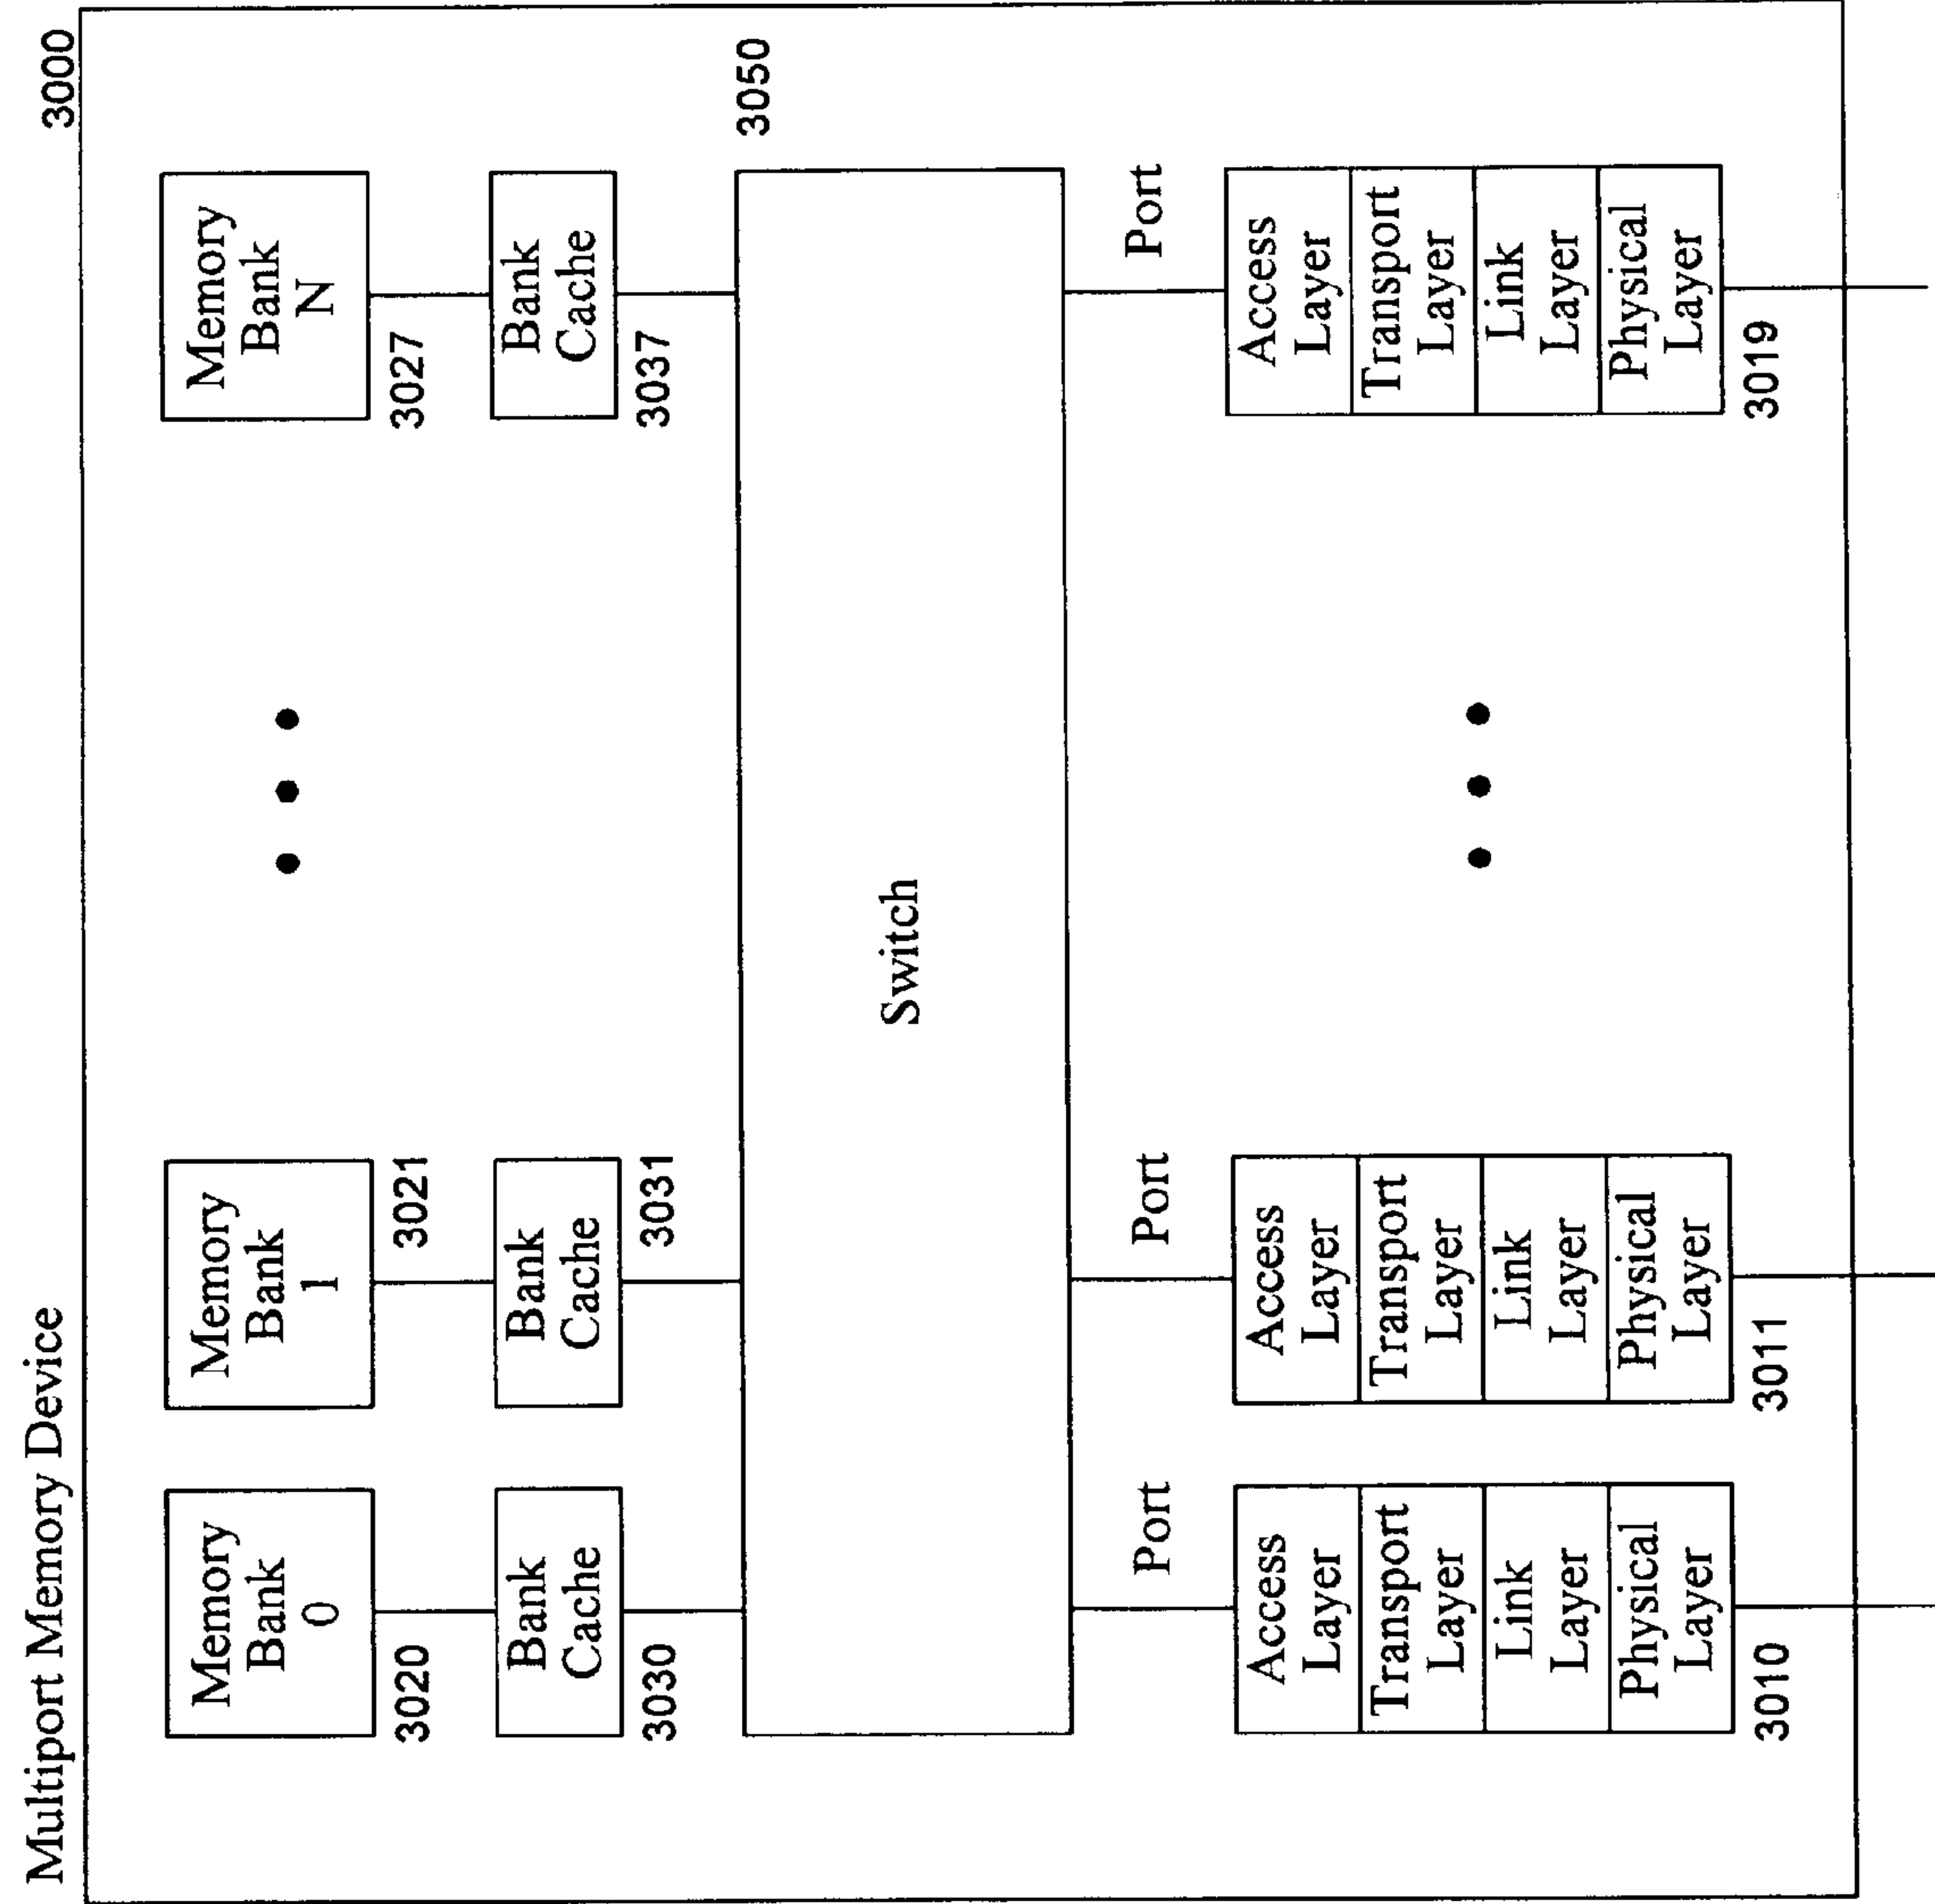 Multiport Memory Device
3000
Memory
Bank
0
3020
Memory
Bank
1
3021
Memory
Bank
N
3027
Bank
Cache
3030
Bank
Cache
3031
Bank
Cache
3037
3050
Switch
Port
Port
Port
Access
Layer
Transport
Layer
Link
Layer
Physical
Layer
3010
Access
Layer
Transport
Layer
Link
Layer
Physical
Layer
3011
Access
Layer
Transport
Layer
Link
Layer
Physical
Layer
3019